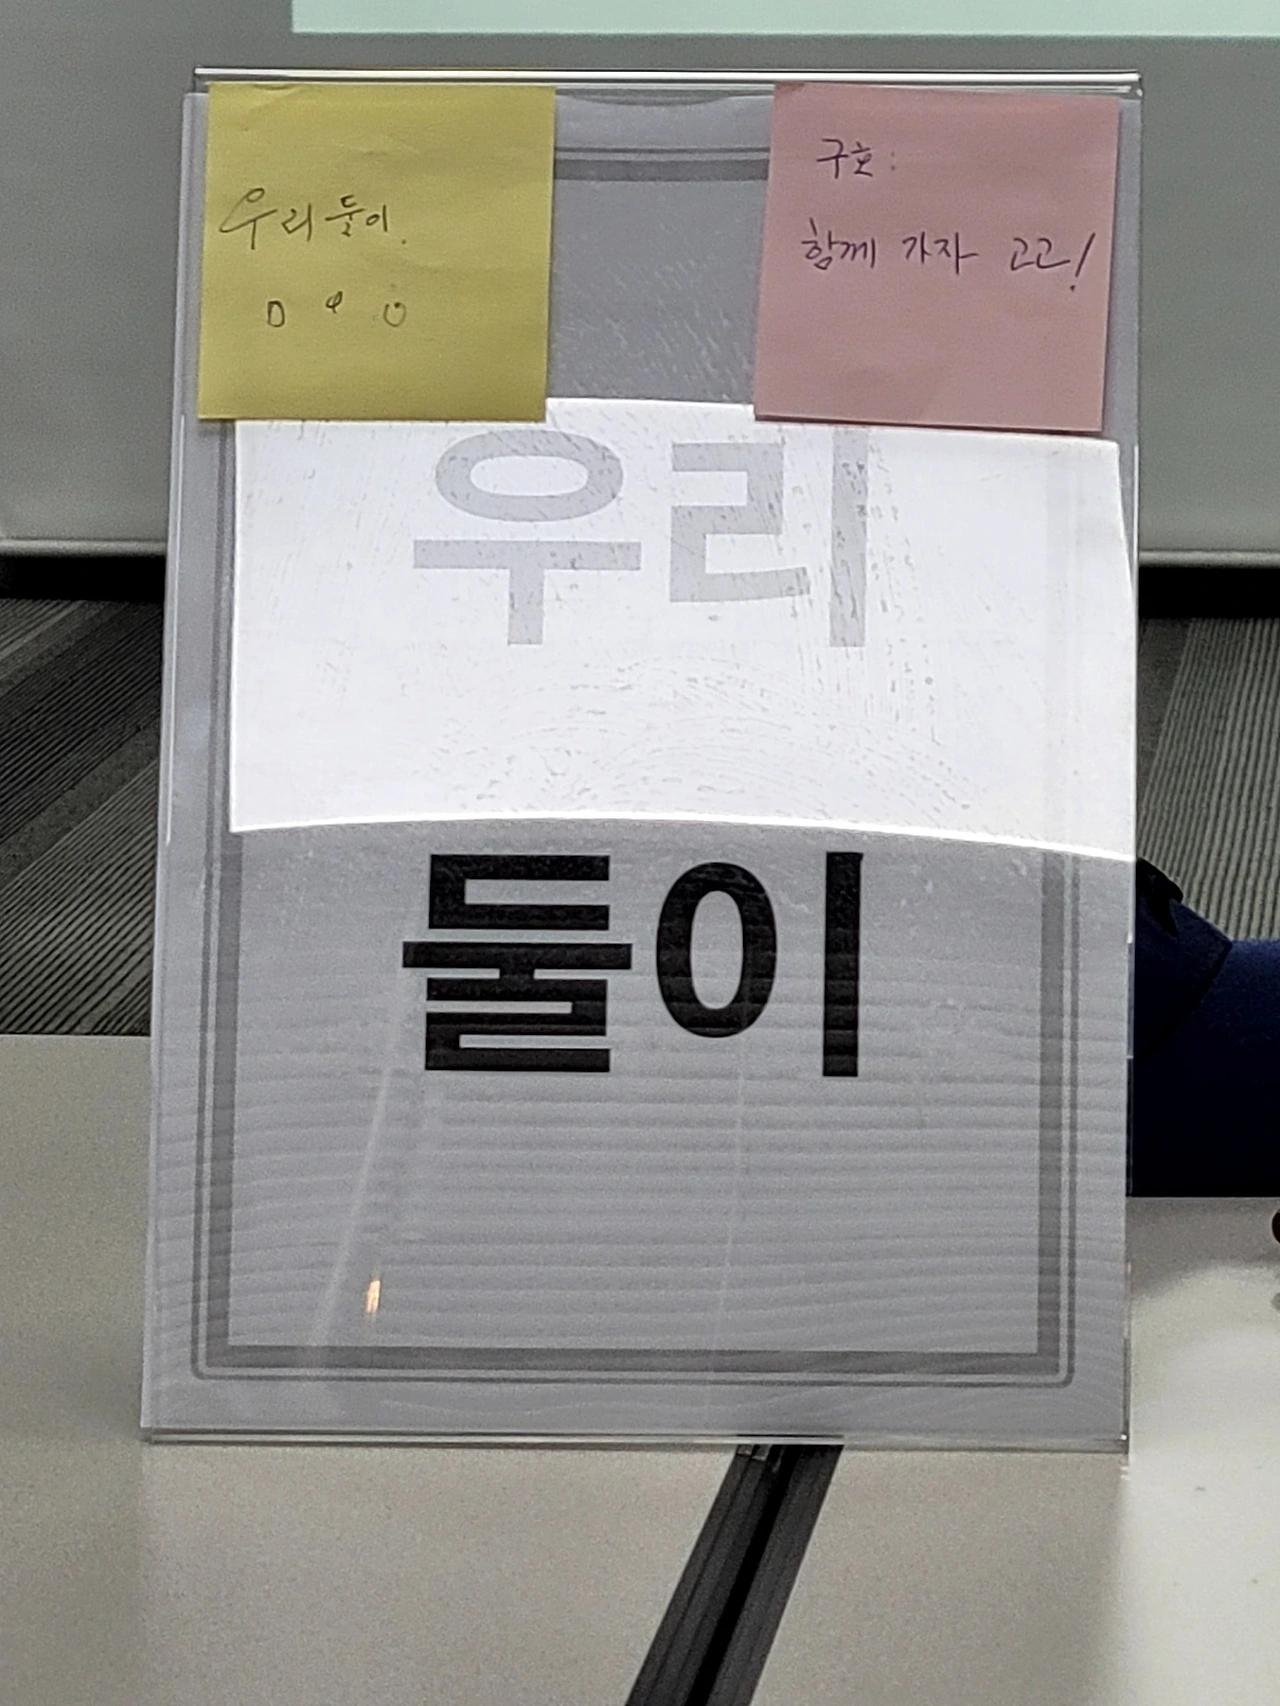 우리 둘이.
구호:
함께 가자 고고!
우리
둘이